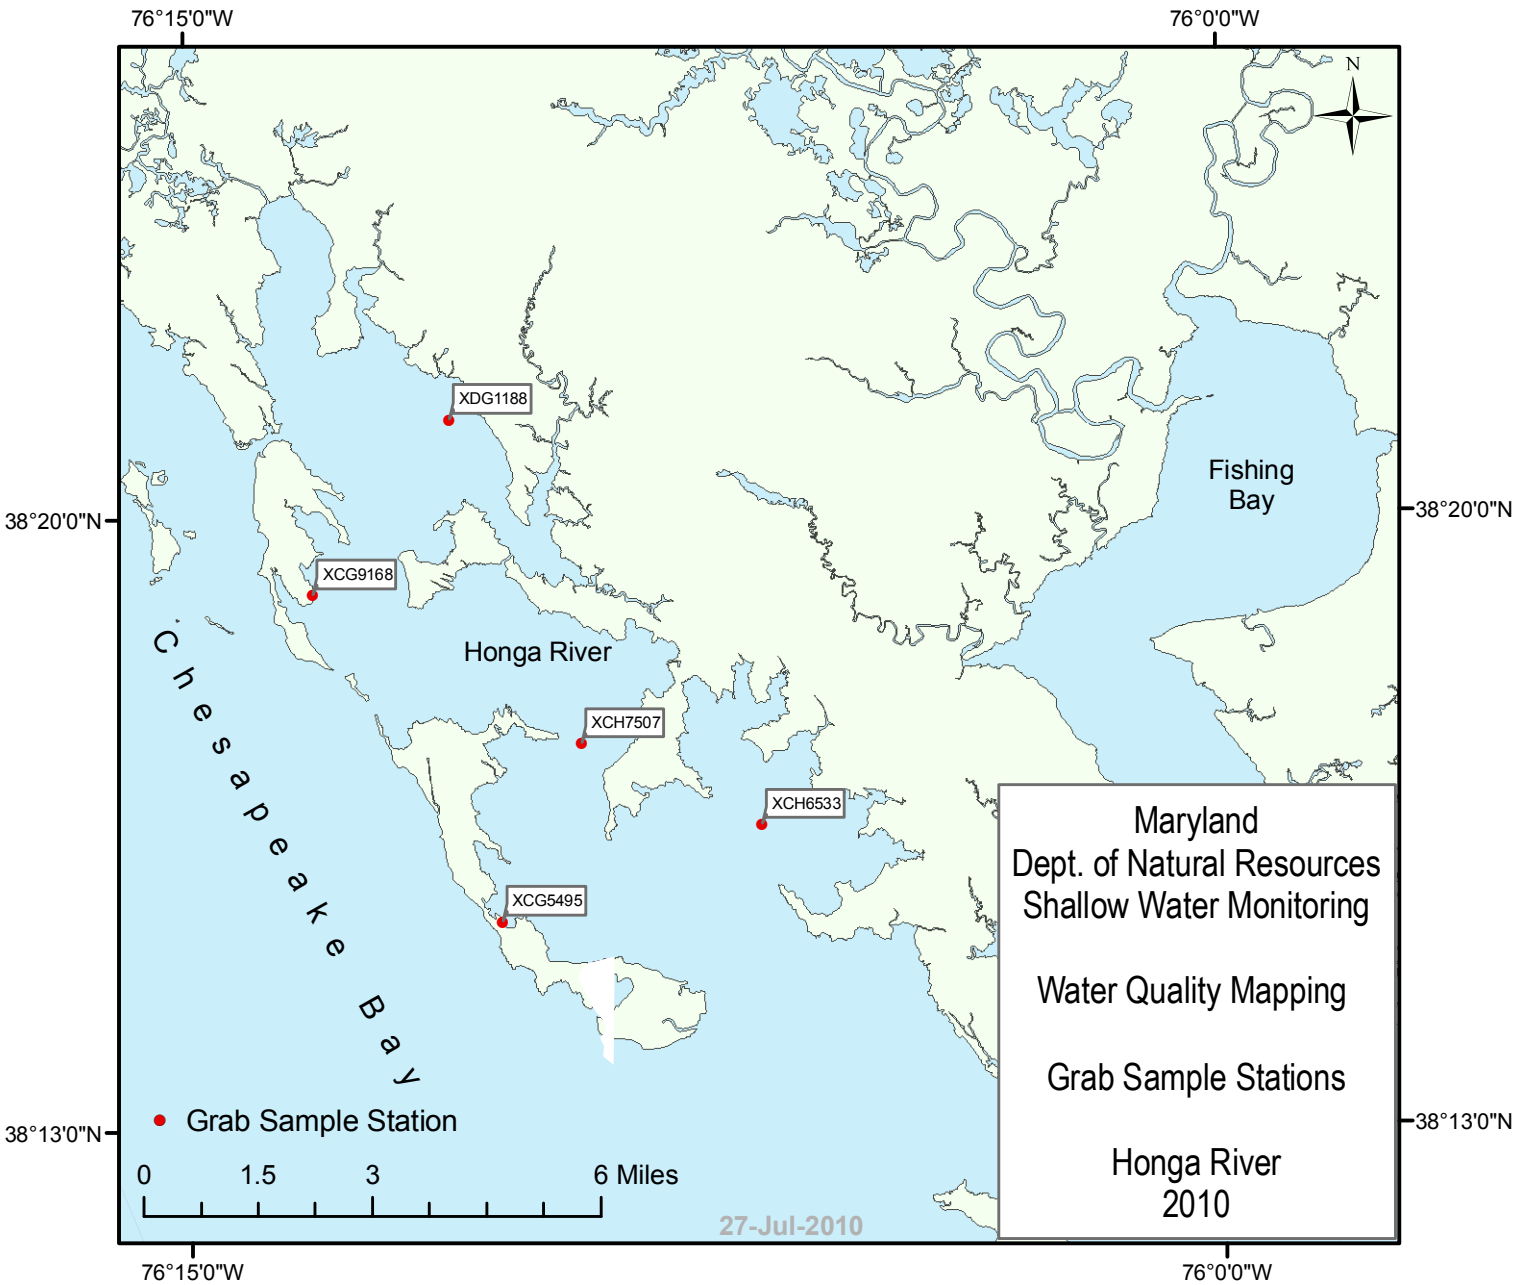 76°15'0"W
76°0'0"W
N
XDG1188
Fishing
Bay
38°20'0"N
38°20'0"N
XCG9168
Honga River
Chesapeake Bay
XCH7507
XCH6533
XCG5495
Maryland
Dept. of Natural Resources
Shallow Water Monitoring
Water Quality Mapping
Grab Sample Stations
Honga River
2010
Grab Sample Station
38°13'0"N
38°13'0"N
0 1.5 3 6 Miles
27-Jul-2010
76°15'0"W
76°0'0"W